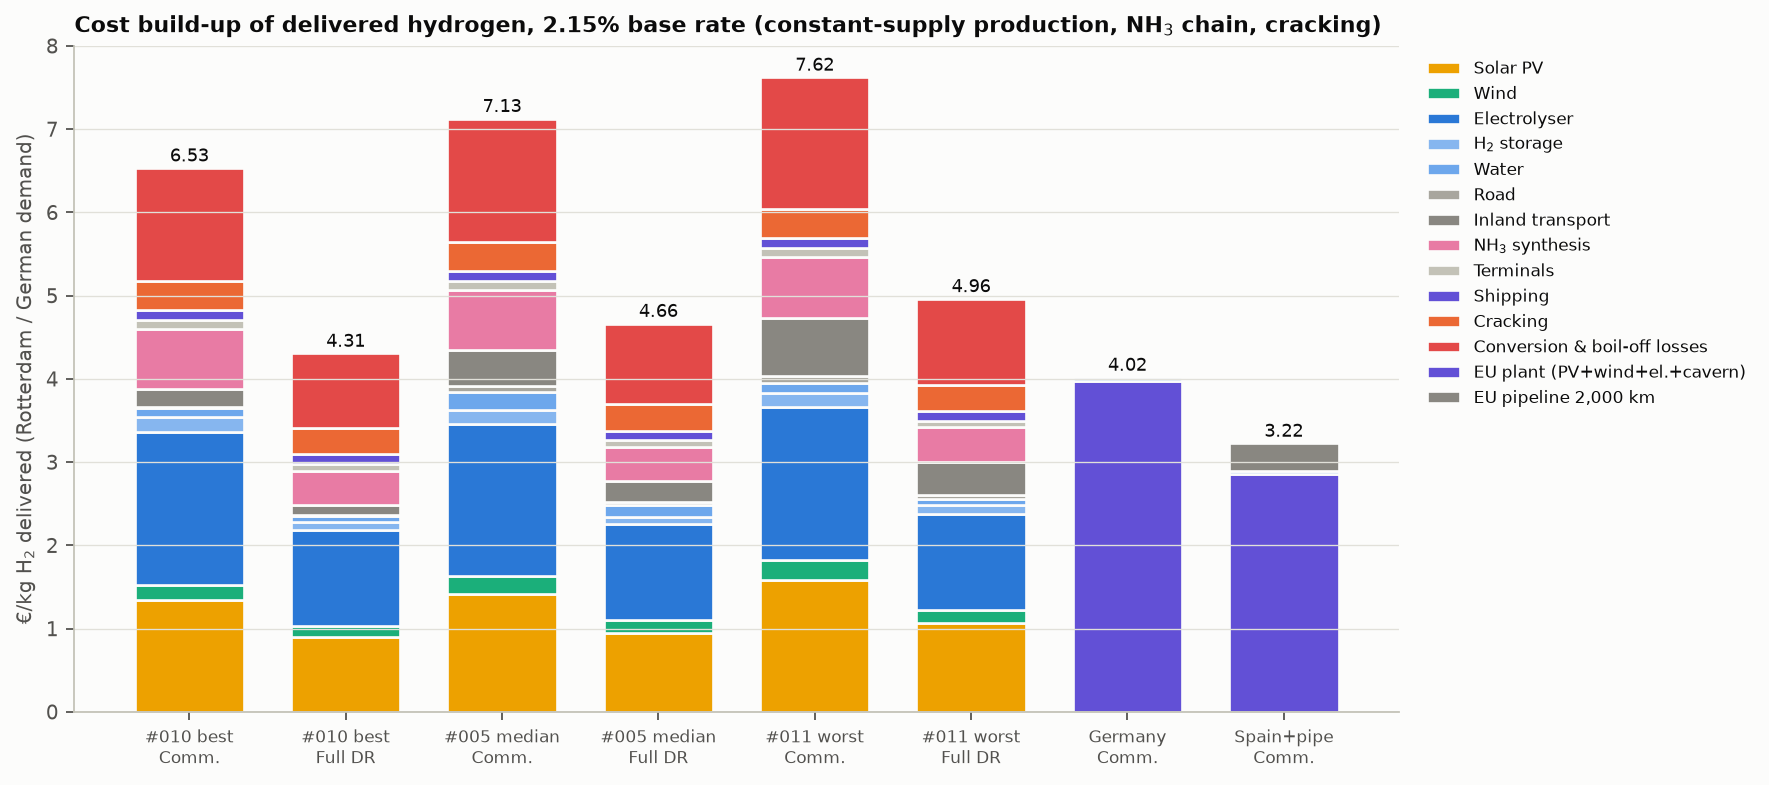 Cost build-up of delivered hydrogen, 2.15% base rate (constant-supply production, NH₃ chain, cracking)
€/kg H₂ delivered (Rotterdam / German demand)
8
7
6
5
4
3
2
1
0
6.53
4.31
7.13
4.66
7.62
4.96
4.02
3.22
#010 best
Comm.
#010 best
Full DR
#005 median
Comm.
#005 median
Full DR
#011 worst
Comm.
#011 worst
Full DR
Germany
Comm.
Spain+pipe
Comm.
Solar PV
Wind
Electrolyser
H₂ storage
Water
Road
Inland transport
NH₃ synthesis
Terminals
Shipping
Cracking
Conversion & boil-off losses
EU plant (PV+wind+el.+cavern)
EU pipeline 2,000 km